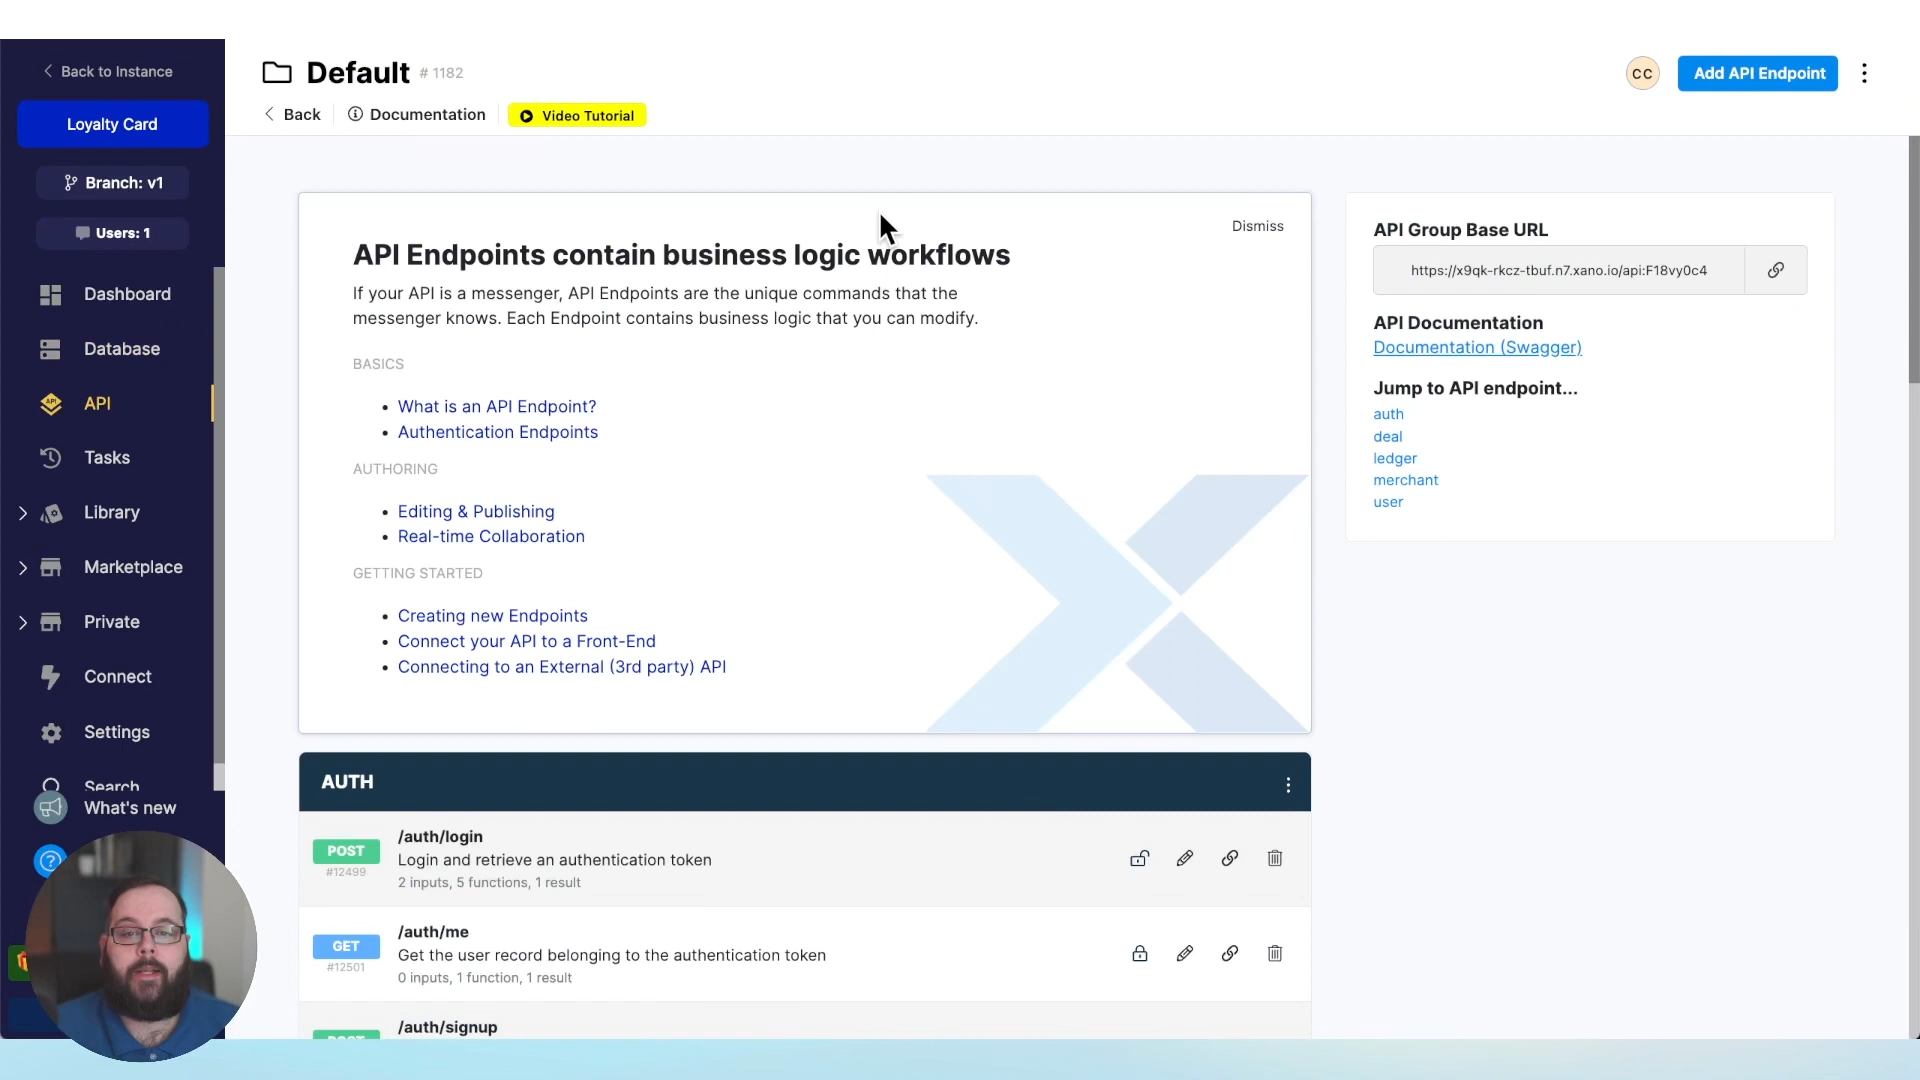 Back to Instance
Loyalty Card
Branch: v1
Users: 1
Dashboard
Database
API
API
Tasks
Library
Marketplace
Private
Connect
Settings
Search
What's new
?
Default # 1182
CC
Add API Endpoint
Back
Documentation
Video Tutorial
Dismiss
API Endpoints contain business logic workflows
If your API is a messenger, API Endpoints are the unique commands that the
messenger knows. Each Endpoint contains business logic that you can modify.
BASICS
• What is an API Endpoint?
• Authentication Endpoints
AUTHORING
• Editing & Publishing
• Real-time Collaboration
GETTING STARTED
• Creating new Endpoints
• Connect your API to a Front-End
• Connecting to an External (3rd party) API
API Group Base URL
https://x9qk-rkcz-tbuf.n7.xano.io/api:F18vy0c4
API Documentation
Documentation (Swagger)
Jump to API endpoint...
auth
deal
ledger
merchant
user
AUTH
POST
#12499
/auth/login
Login and retrieve an authentication token
2 inputs, 5 functions, 1 result
GET
#12501
/auth/me
Get the user record belonging to the authentication token
0 inputs, 1 function, 1 result
POST
/auth/signup